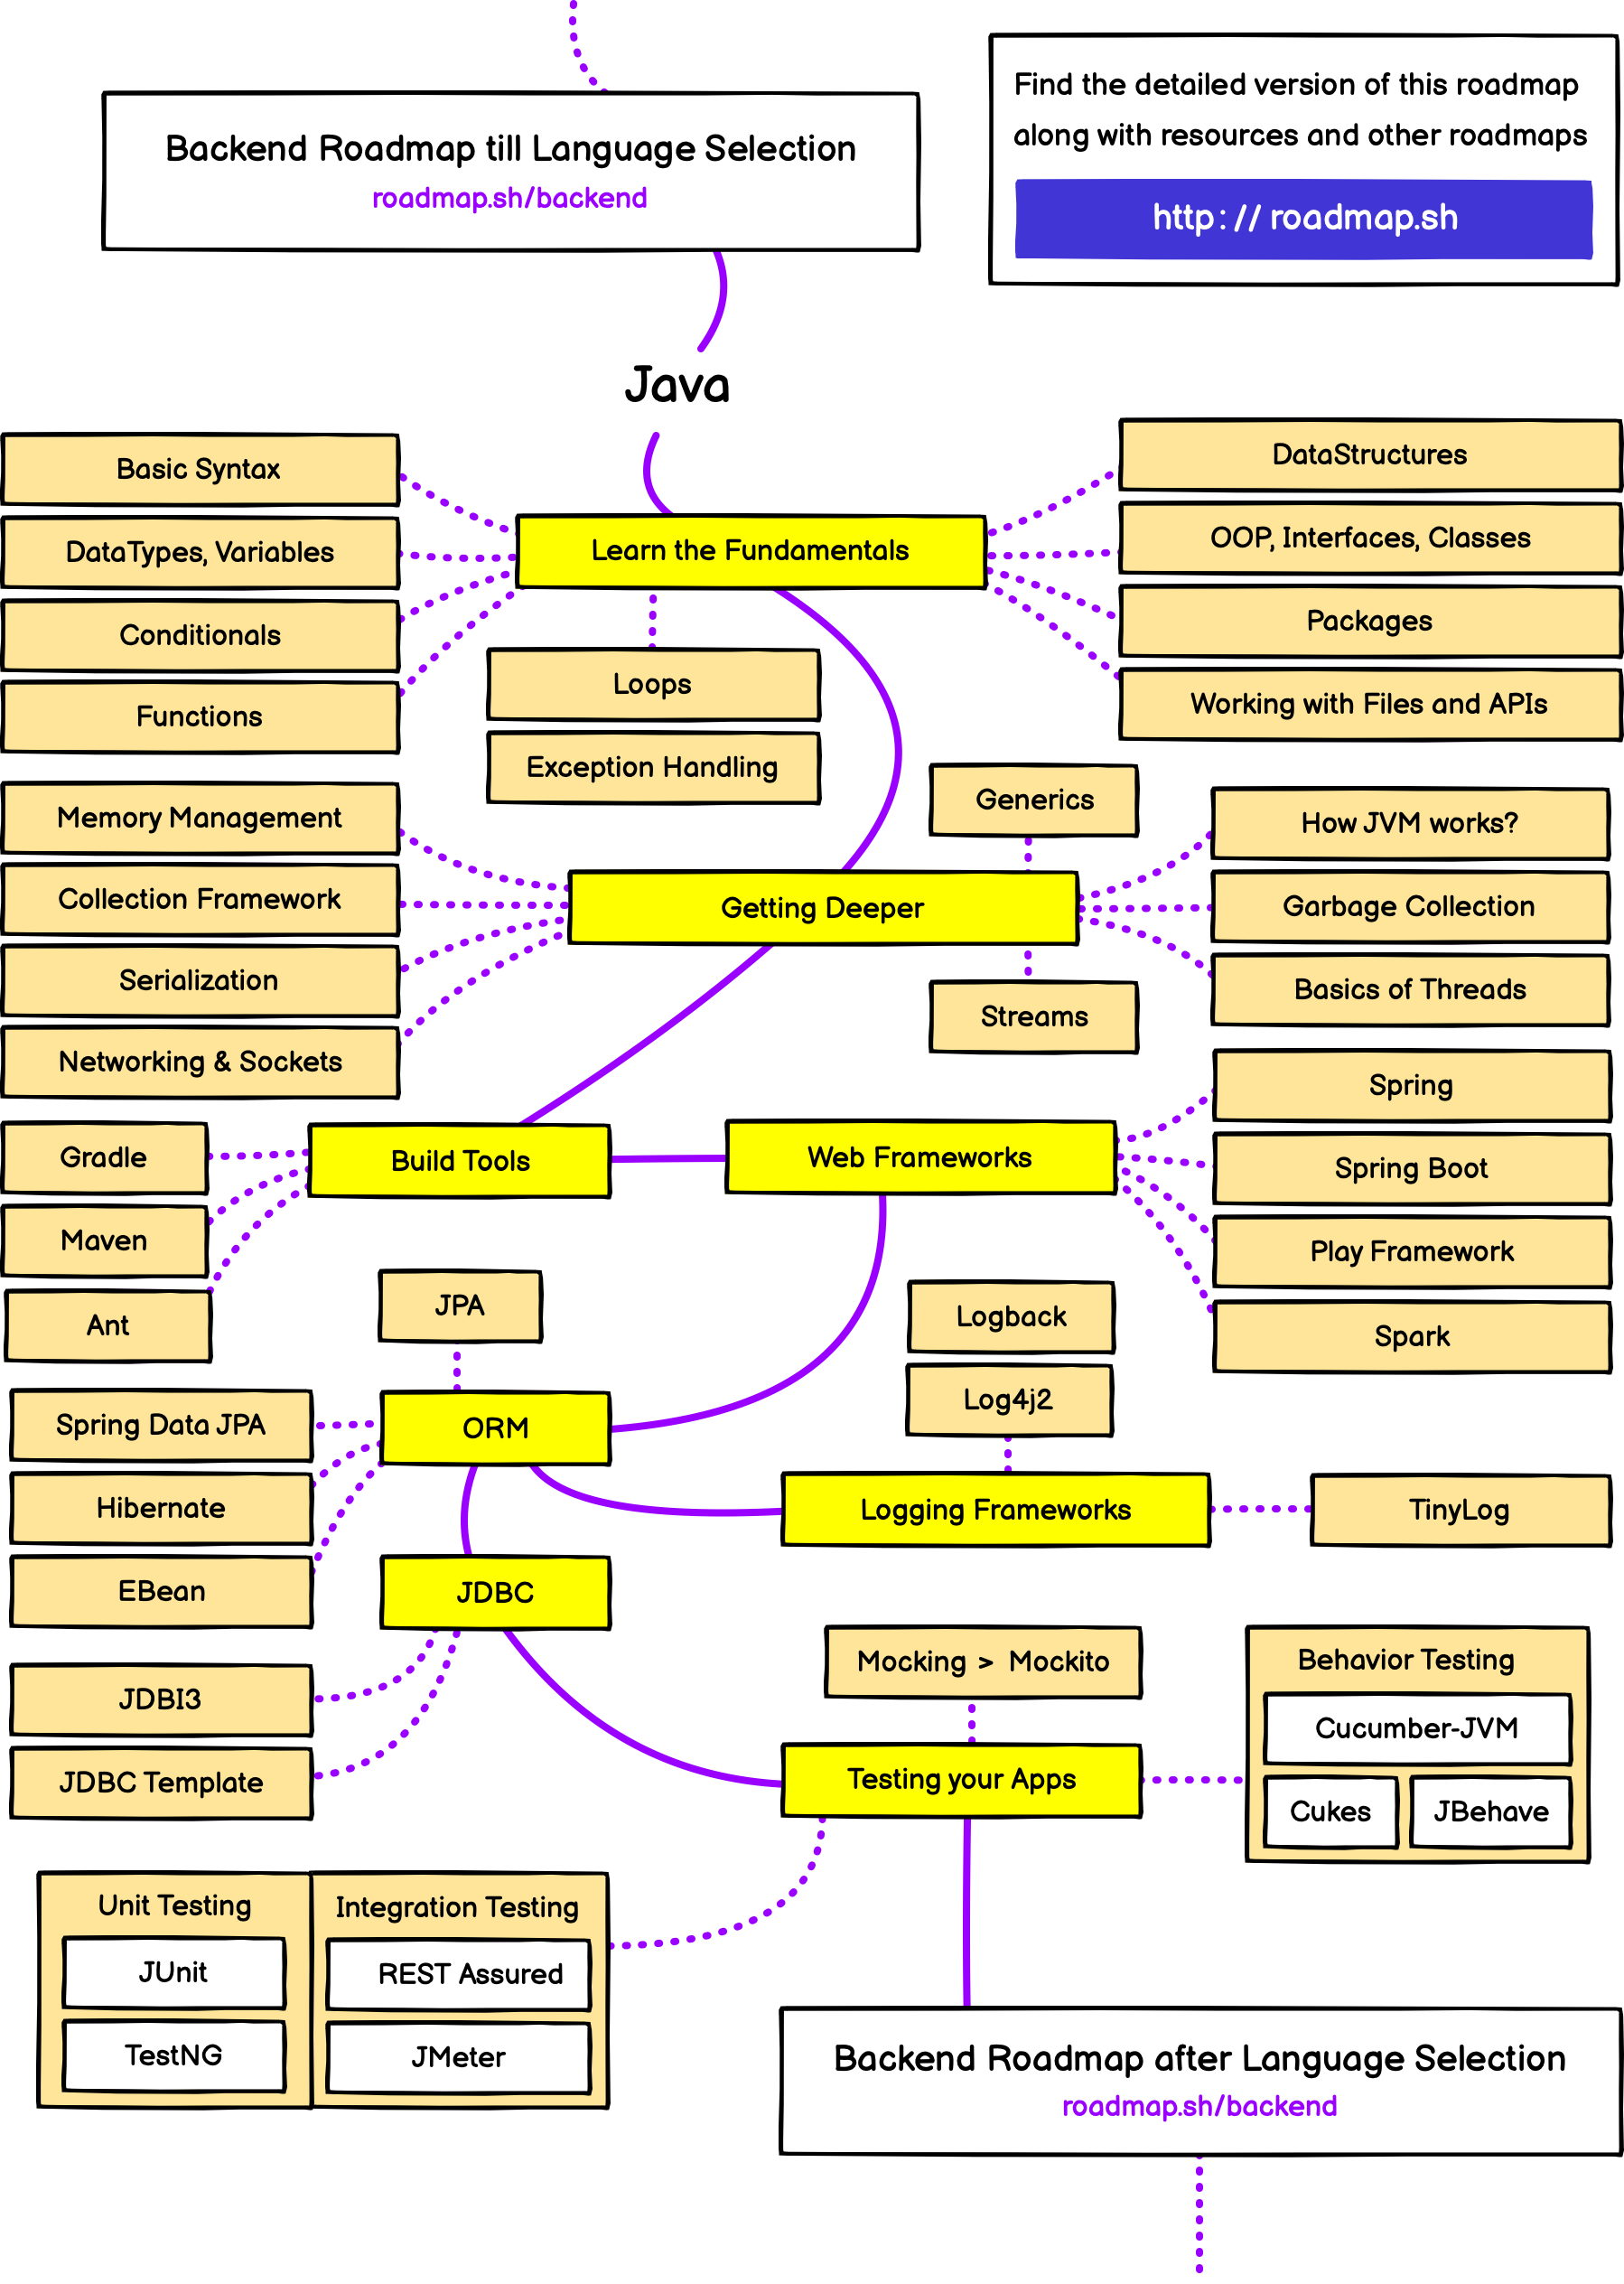 Backend Roadmap till Language Selection
roadmap.sh/backend
Find the detailed version of this roadmap
along with resources and other roadmaps
http://roadmap.sh
Java
Basic Syntax
DataTypes, Variables
Conditionals
Functions
Learn the Fundamentals
Loops
Exception Handling
DataStructures
OOP, Interfaces, Classes
Packages
Working with Files and APIs
Memory Management
Collection Framework
Serialization
Networking & Sockets
Generics
Getting Deeper
Streams
How JVM works?
Garbage Collection
Basics of Threads
Gradle
Maven
Ant
Build Tools
Web Frameworks
Spring
Spring Boot
Play Framework
Spark
JPA
ORM
Spring Data JPA
Hibernate
EBean
Logback
Log4j2
Logging Frameworks
TinyLog
JDBC
JDBI3
JDBC Template
Mocking > Mockito
Testing your Apps
Behavior Testing
Cucumber-JVM
Cukes
JBehave
Unit Testing
JUnit
TestNG
Integration Testing
REST Assured
JMeter
Backend Roadmap after Language Selection
roadmap.sh/backend